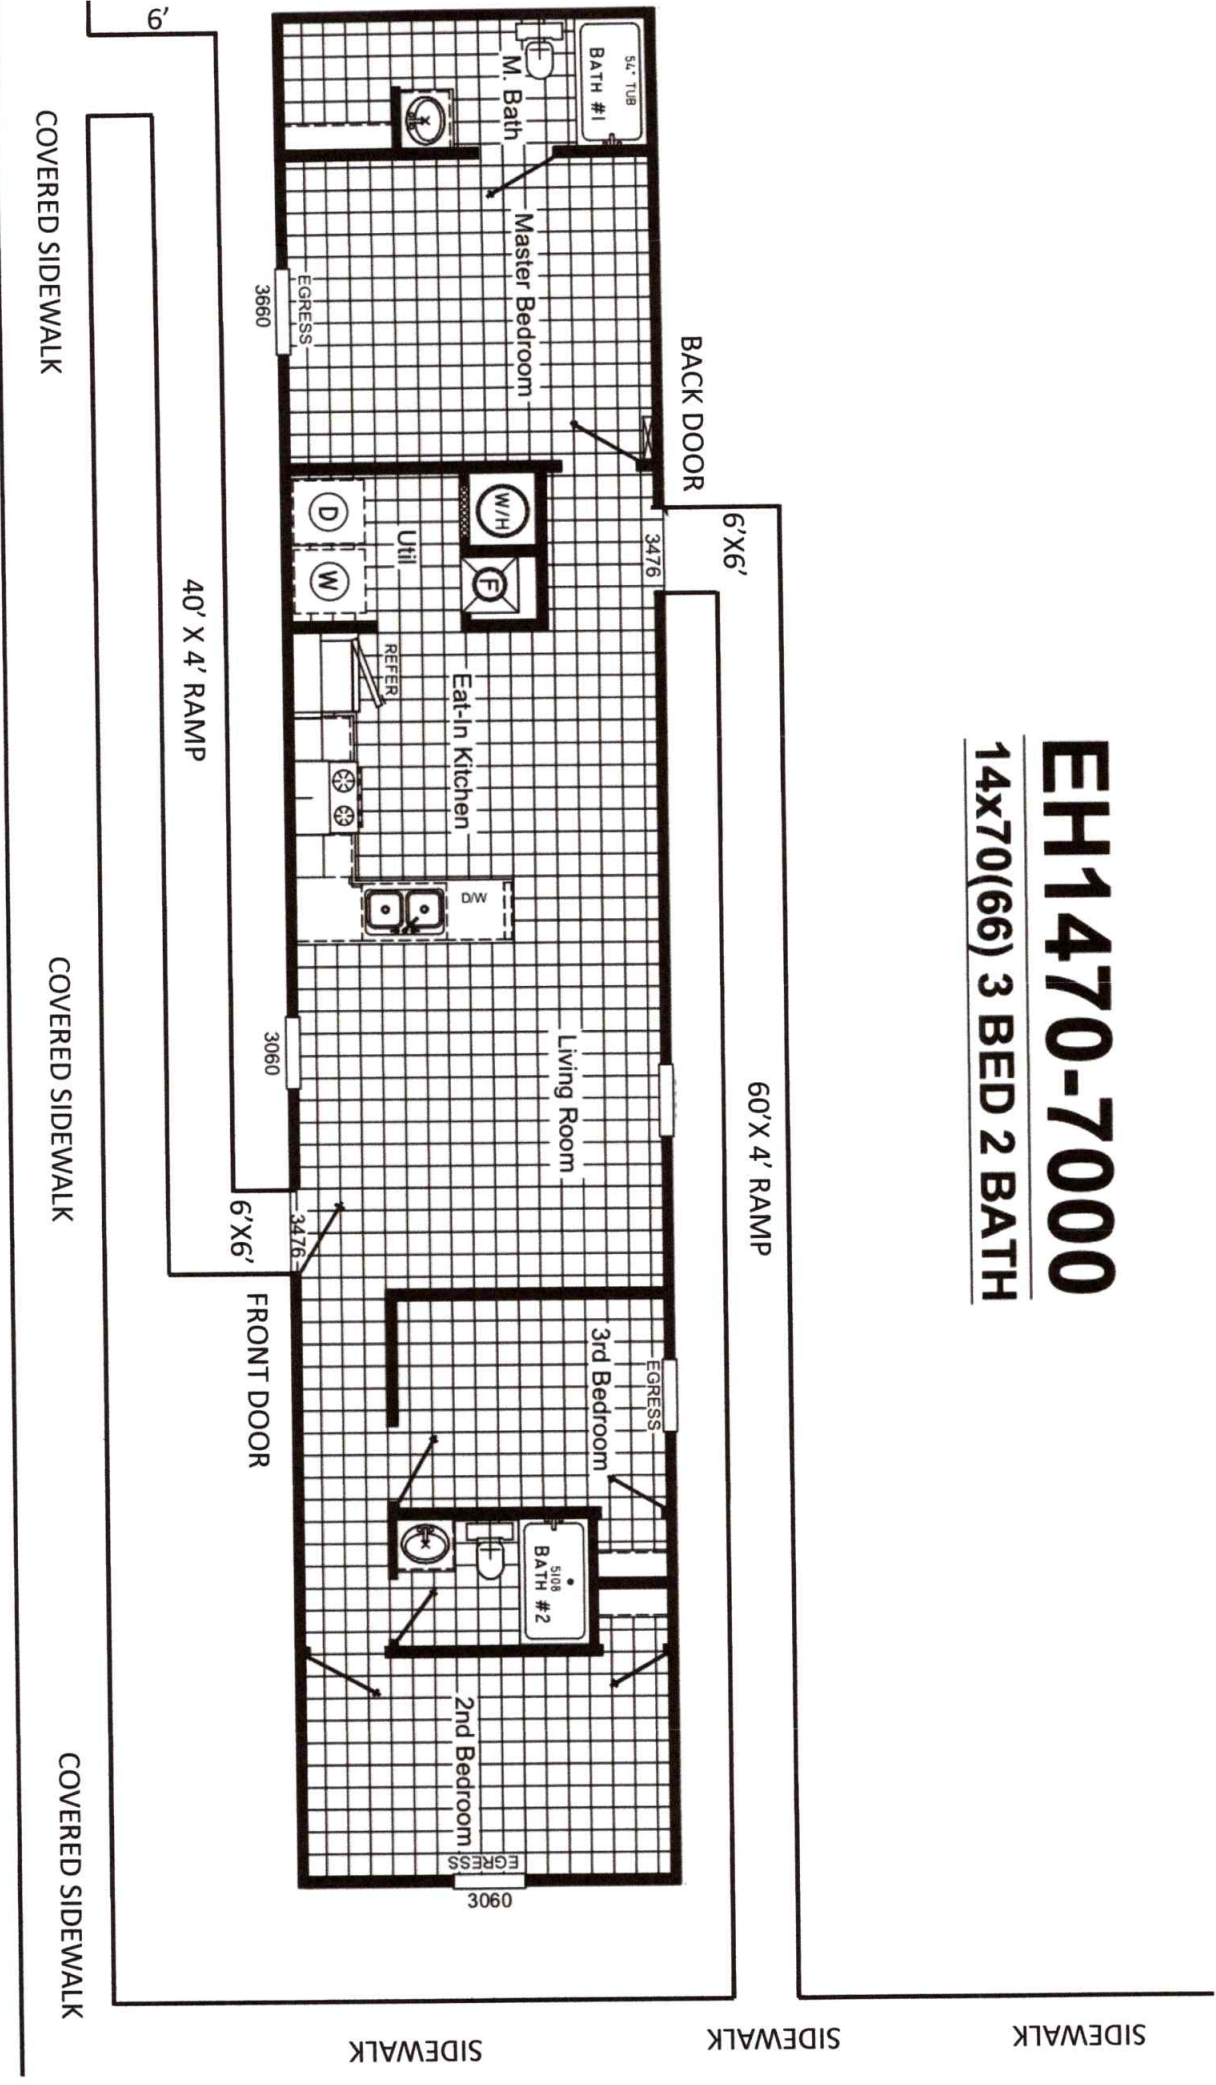 EH1470-7000
14x70(66) 3 BED 2 BATH
SIDEWALK
SIDEWALK
SIDEWALK
60'X 4' RAMP
BACK DOOR
6'X6'
3476
54" TUB
BATH #1
M. Bath
Master Bedroom
EGRESS
3660
W/H
F
Util
D
W
REFER
Eat-In Kitchen
D/W
Living Room
3060
3476
6'X6'
FRONT DOOR
3rd Bedroom
EGRESS
5108
BATH #2
2nd Bedroom
EGRESS
3060
40' X 4' RAMP
6'
COVERED SIDEWALK
COVERED SIDEWALK
COVERED SIDEWALK